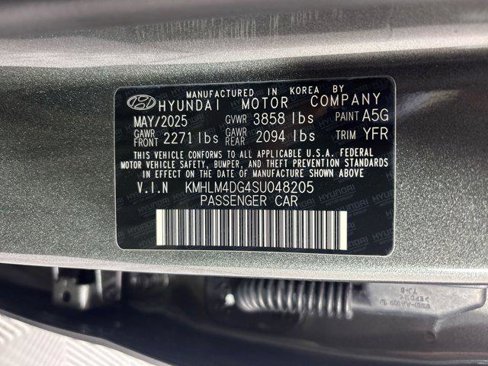 MANUFACTURED IN KOREA BY
HYUNDAI MOTOR COMPANY
MAY/2025 GVWR 3858 lbs PAINT A5G
GAWR FRONT 2271 lbs GAWR REAR 2094 lbs TRIM YFR
THIS VEHICLE CONFORMS TO ALL APPLICABLE U.S.A. FEDERAL
MOTOR VEHICLE SAFETY, BUMPER, AND THEFT PREVENTION STANDARDS
IN EFFECT ON THE DATE OF MANUFACTURE SHOWN ABOVE
V.I.N KMHLM4DG4SU048205
PASSENGER CAR